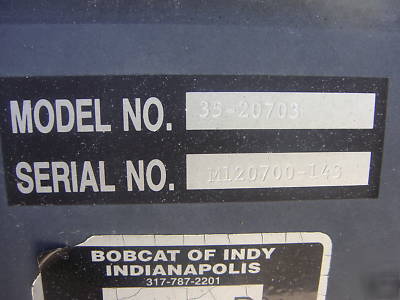 MODEL NO. 35-20703
SERIAL NO. M120700-143
BOBCAT OF INDY
INDIANAPOLIS
317-787-2201